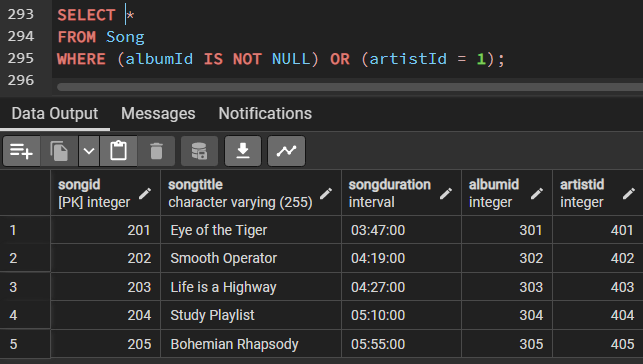 293 SELECT *
294 FROM Song
295 WHERE (albumId IS NOT NULL) OR (artistId = 1);
296
Data Output Messages Notifications
songid songtitle songduration albumid artistid
[PK] integer character varying (255) interval integer integer
1 201 Eye of the Tiger 03:47:00 301 401
2 202 Smooth Operator 04:19:00 302 402
3 203 Life is a Highway 04:27:00 303 403
4 204 Study Playlist 05:10:00 304 404
5 205 Bohemian Rhapsody 05:55:00 305 405